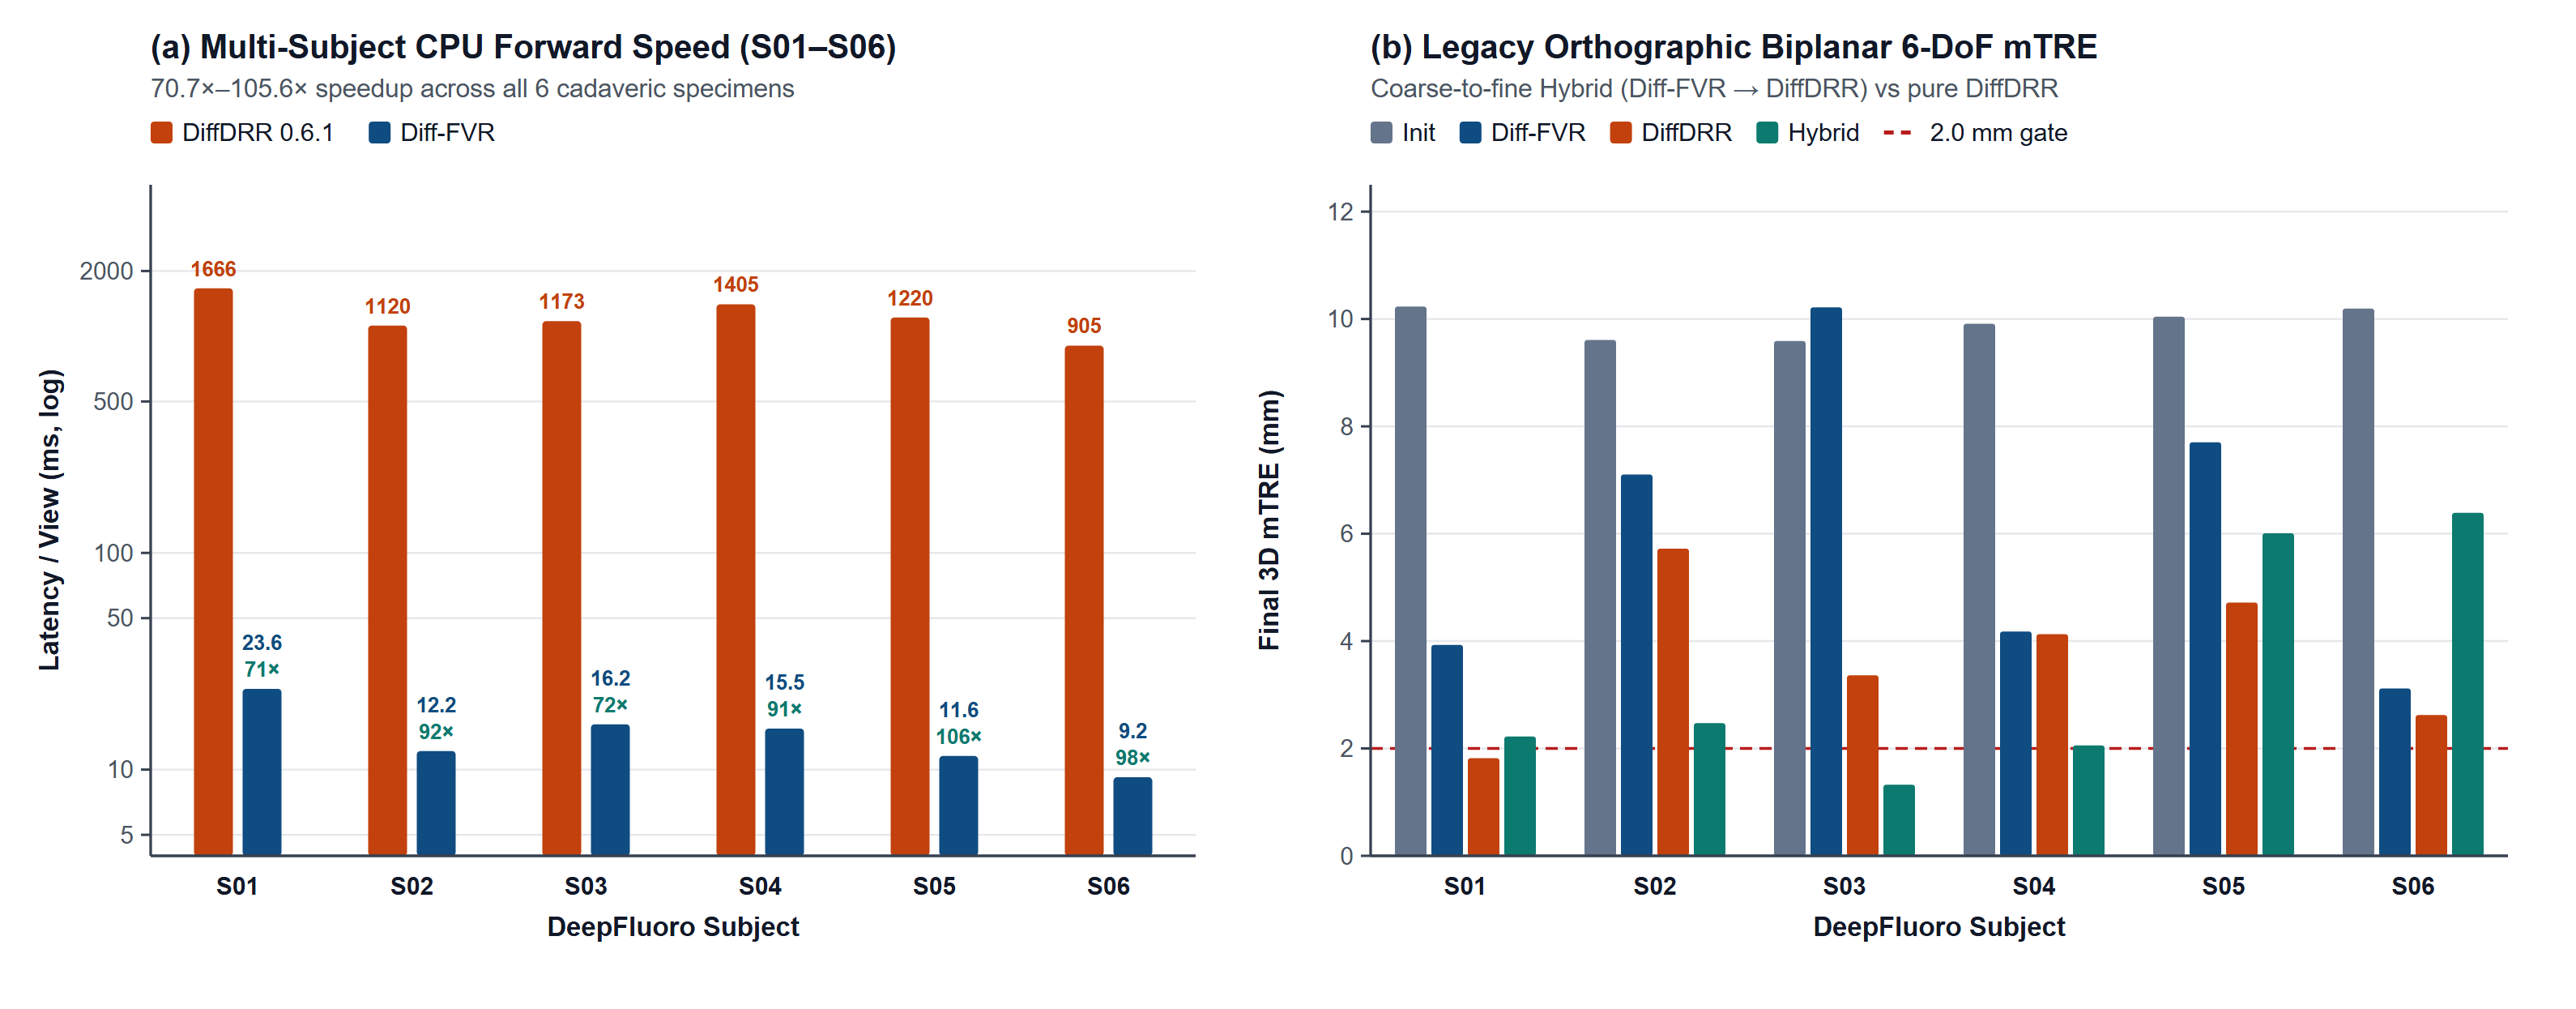 (a) Multi-Subject CPU Forward Speed (S01–S06)
70.7×–105.6× speedup across all 6 cadaveric specimens
DiffDRR 0.6.1 Diff-FVR
Latency / View (ms, log)
2000
500
100
50
10
5
1666
23.6
71×
1120
12.2
92×
1173
16.2
72×
1405
15.5
91×
1220
11.6
106×
905
9.2
98×
S01 S02 S03 S04 S05 S06
DeepFluoro Subject
(b) Legacy Orthographic Biplanar 6-DoF mTRE
Coarse-to-fine Hybrid (Diff-FVR → DiffDRR) vs pure DiffDRR
Init Diff-FVR DiffDRR Hybrid 2.0 mm gate
Final 3D mTRE (mm)
12
10
8
6
4
2
0
S01 S02 S03 S04 S05 S06
DeepFluoro Subject